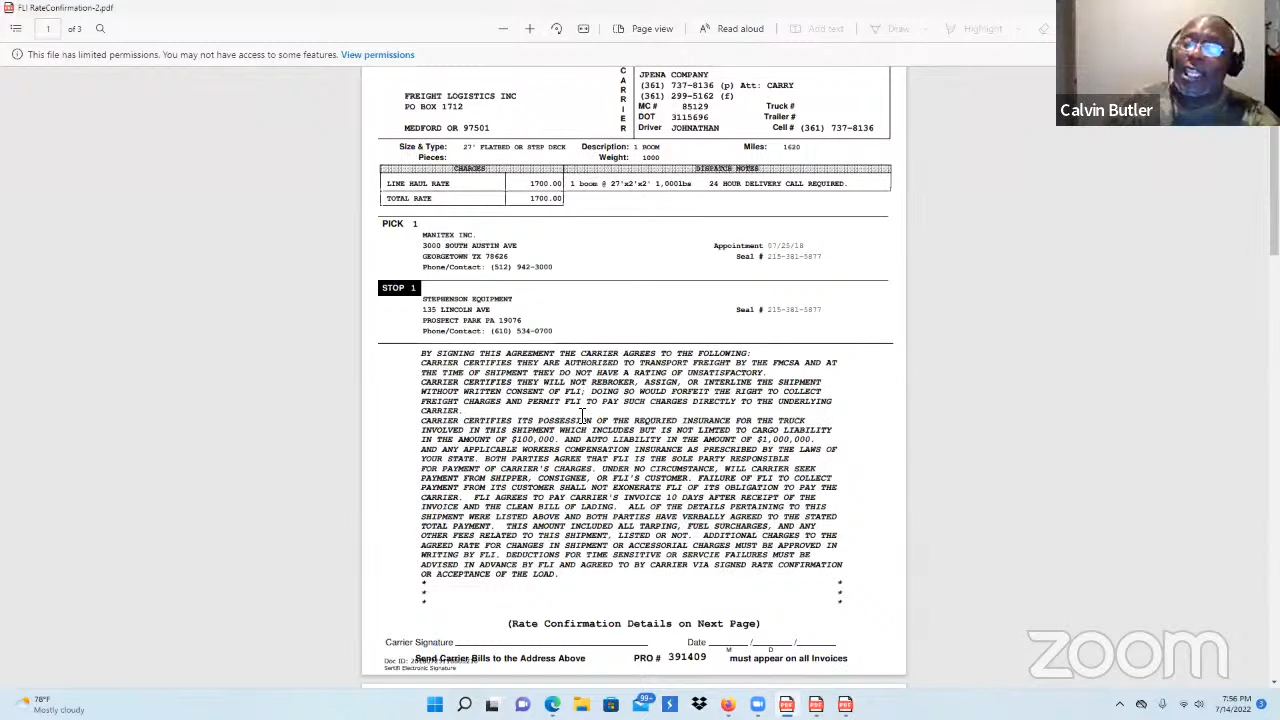 FLI RateConfirmation-2.pdf
1 of 3
Page view
Read aloud
Add text
Draw
Highlight
This file has limited permissions. You may not have access to some features. View permissions
Calvin Butler
FREIGHT LOGISTICS INC
PO BOX 1712
MEDFORD OR 97501
CARRIER
JPENA COMPANY
(361) 737-8136 (p) Att: CARRY
(361) 299-5162 (f)
MC # 85129 Truck #
DOT 3115696 Trailer #
Driver JOHNATHAN Cell # (361) 737-8136
Size & Type: 27' FLATBED OR STEP DECK Description: 1 BOOM Miles: 1620
Pieces: Weight: 1000
CHARGES DISPATCH NOTES
LINE HAUL RATE 1700.00 1 boom @ 27'x2'x2' 1,000lbs 24 HOUR DELIVERY CALL REQUIRED.
TOTAL RATE 1700.00
PICK 1
MANITEX INC.
3000 SOUTH AUSTIN AVE Appointment 07/25/18
GEORGETOWN TX 78626 Seal # 215-381-5877
Phone/Contact: (512) 942-3000
STOP 1
STEPHENSON EQUIPMENT
135 LINCOLN AVE Seal # 215-381-5877
PROSPECT PARK PA 19076
Phone/Contact: (610) 534-0700
BY SIGNING THIS AGREEMENT THE CARRIER AGREES TO THE FOLLOWING:
CARRIER CERTIFIES THEY ARE AUTHORIZED TO TRANSPORT FREIGHT BY THE FMCSA AND AT
THE TIME OF SHIPMENT THEY DO NOT HAVE A RATING OF UNSATISFACTORY.
CARRIER CERTIFIES THEY WILL NOT REBROKER, ASSIGN, OR INTERLINE THE SHIPMENT
WITHOUT WRITTEN CONSENT OF FLI; DOING SO WOULD FORFEIT THE RIGHT TO COLLECT
FREIGHT CHARGES AND PERMIT FLI TO PAY SUCH CHARGES DIRECTLY TO THE UNDERLYING
CARRIER.
CARRIER CERTIFIES ITS POSSESSION OF THE REQURIED INSURANCE FOR THE TRUCK
INVOLVED IN THIS SHIPMENT WHICH INCLUDES BUT IS NOT LIMTED TO CARGO LIABILITY
IN THE AMOUNT OF $100,000. AND AUTO LIABILITY IN THE AMOUNT OF $1,000,000.
AND ANY APPLICABLE WORKERS COMPENSATION INSURANCE AS PRESCRIBED BY THE LAWS OF
YOUR STATE. BOTH PARTIES AGREE THAT FLI IS THE SOLE PARTY RESPONSIBLE
FOR PAYMENT OF CARRIER'S CHARGES. UNDER NO CIRCUMSTANCE, WILL CARRIER SEEK
PAYMENT FROM SHIPPER, CONSIGNEE, OR FLI'S CUSTOMER. FAILURE OF FLI TO COLLECT
PAYMENT FROM ITS CUSTOMER SHALL NOT EXONERATE FLI OF ITS OBLIGATION TO PAY THE
CARRIER. FLI AGREES TO PAY CARRIER'S INVOICE 10 DAYS AFTER RECEIPT OF THE
INVOICE AND THE CLEAN BILL OF LADING. ALL OF THE DETAILS PERTAINING TO THIS
SHIPMENT WERE LISTED ABOVE AND BOTH PARTIES HAVE VERBALLY AGREED TO THE STATED
TOTAL PAYMENT. THIS AMOUNT INCLUDED ALL TARPING, FUEL SURCHARGES, AND ANY
OTHER FEES RELATED TO THIS SHIPMENT, LISTED OR NOT. ADDITIONAL CHARGES TO THE
AGREED RATE FOR CHANGES IN SHIPMENT OR ACCESSORIAL CHARGES MUST BE APPROVED IN
WRITING BY FLI. DEDUCTIONS FOR TIME SENSITIVE OR SERVCIE FAILURES MUST BE
ADVISED IN ADVANCE BY FLI AND AGREED TO BY CARRIER VIA SIGNED RATE CONFIRMATION
OR ACCEPTANCE OF THE LOAD.
* *
* *
* *
(Rate Confirmation Details on Next Page)
Carrier Signature Date / /
M D
Send Carrier Bills to the Address Above PRO # 391409 must appear on all Invoices
Doc ID:
Sertifi Electronic Signature
zoom
78°F
Mostly cloudy
99+
7:56 PM
7/14/2022
3